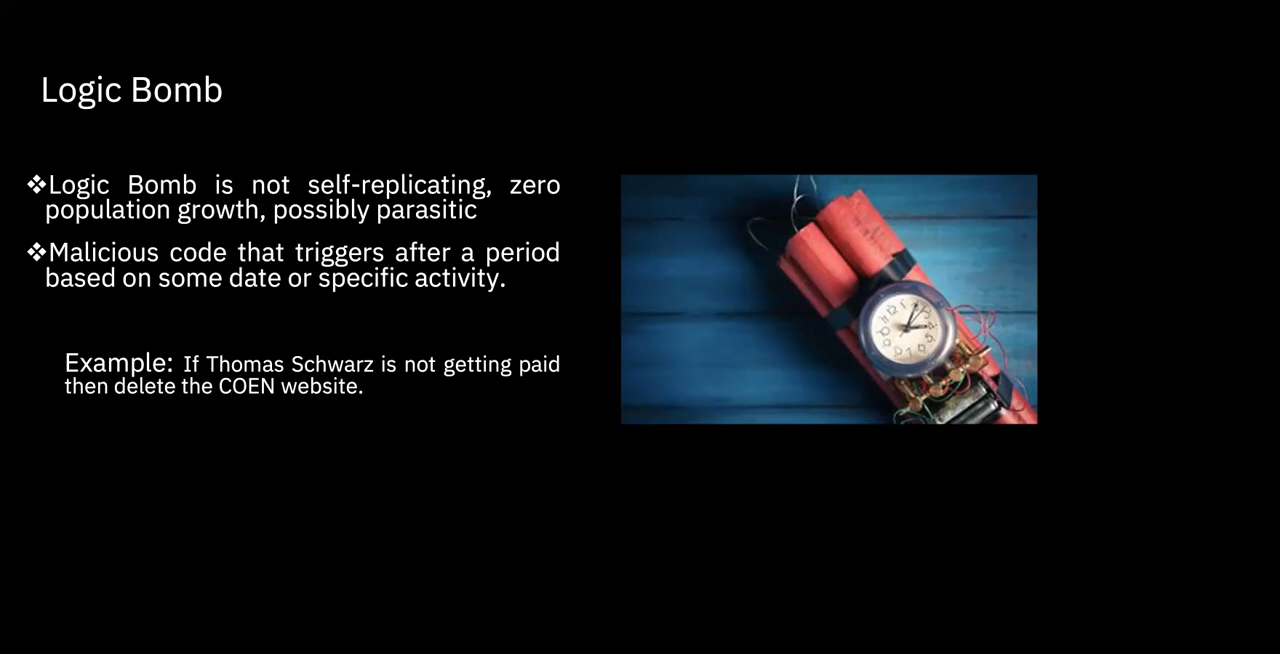 Logic Bomb
❖Logic Bomb is not self-replicating, zero
population growth, possibly parasitic
❖Malicious code that triggers after a period
based on some date or specific activity.
Example: If Thomas Schwarz is not getting paid
then delete the COEN website.